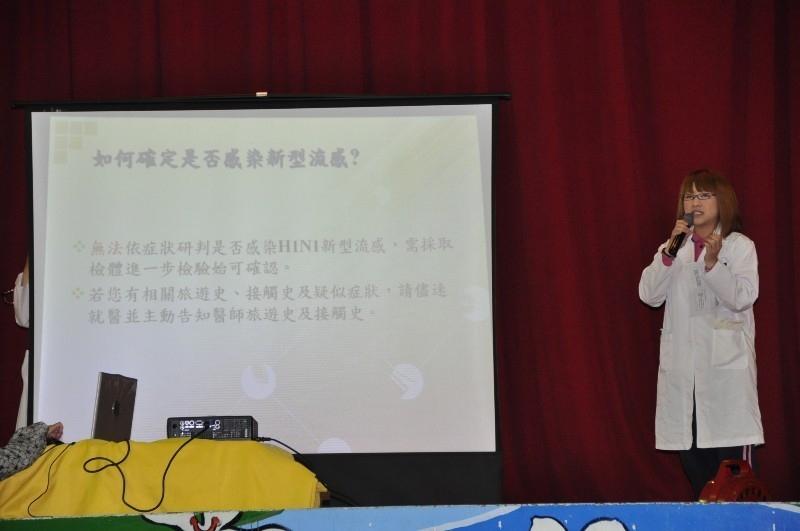 如何確定是否感染新型流感?
無法依症狀研判是否感染H1N1新型流感，需採取
檢體進一步檢驗始可確認。
若您有相關旅遊史、接觸史及疑似症狀，請儘速
就醫並主動告知醫師旅遊史及接觸史。